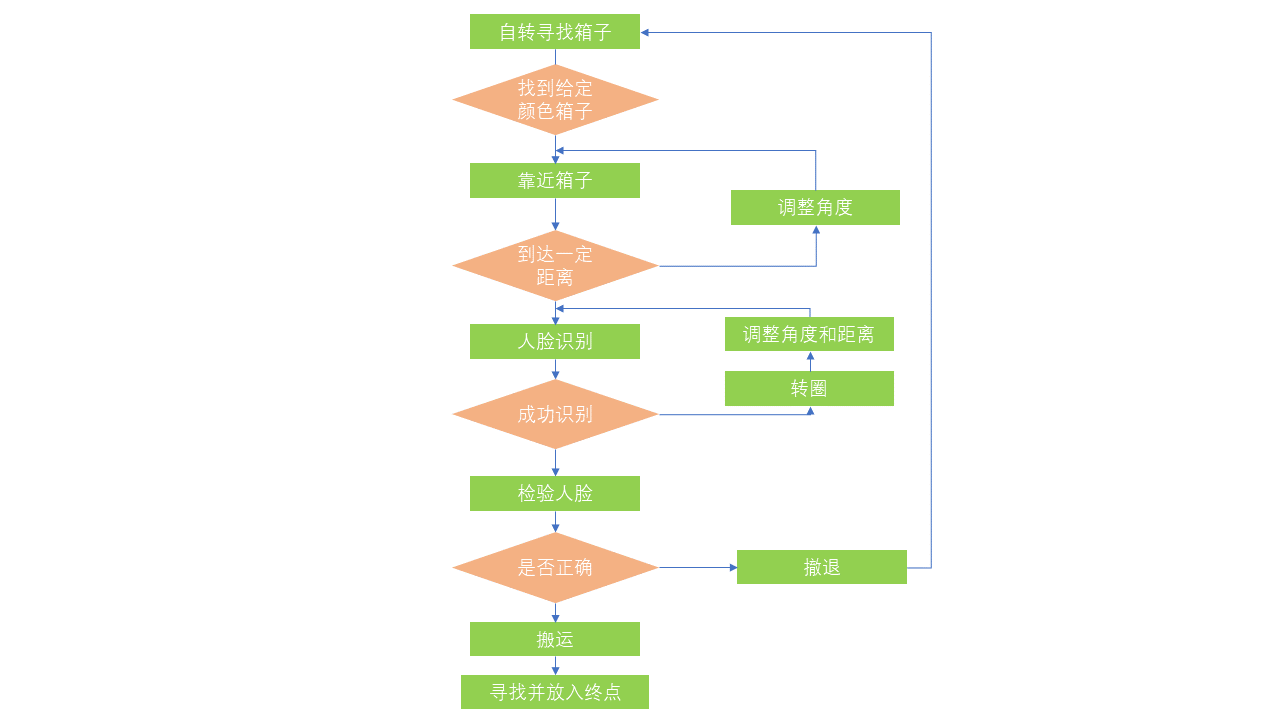 自转寻找箱子
找到给定
颜色箱子
靠近箱子
调整角度
到达一定
距离
人脸识别
调整角度和距离
转圈
成功识别
检验人脸
是否正确
撤退
搬运
寻找并放入终点